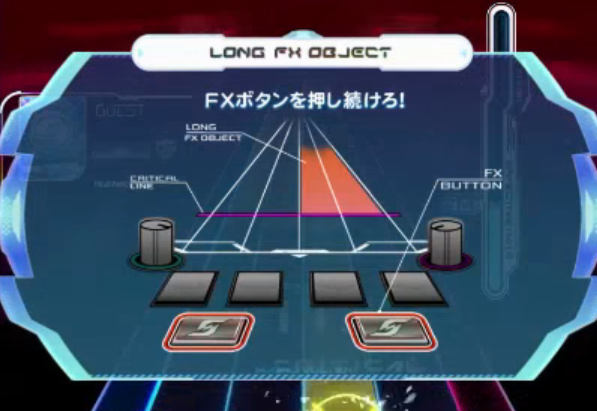 LONG FX OBJECT
FXボタンを押し続けろ!
GUEST
LONG
FX OBJECT
CRITICAL
LINE
FX
BUTTON